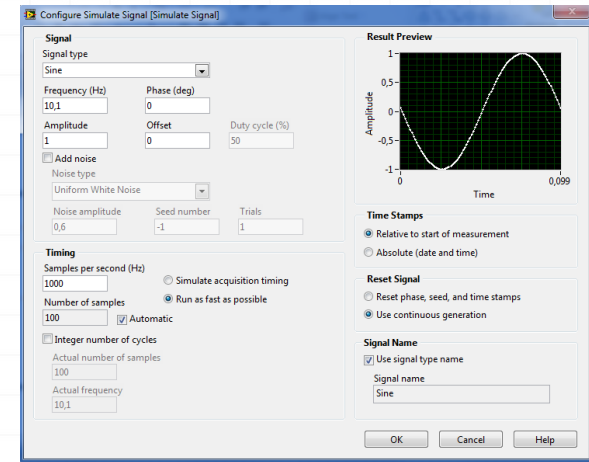 Configure Simulate Signal [Simulate Signal]
Signal
Signal type
Sine
Frequency (Hz) Phase (deg)
10,1 0
Amplitude Offset Duty cycle (%)
1 0 50
Add noise
Noise type
Uniform White Noise
Noise amplitude Seed number Trials
0,6 -1 1
Timing
Samples per second (Hz)
1000
Simulate acquisition timing
Run as fast as possible
Number of samples
100 Automatic
Integer number of cycles
Actual number of samples
100
Actual frequency
10,1
Result Preview
Amplitude
1
0,5
0
-0,5
-1
0 0,099
Time
Time Stamps
Relative to start of measurement
Absolute (date and time)
Reset Signal
Reset phase, seed, and time stamps
Use continuous generation
Signal Name
Use signal type name
Signal name
Sine
OK Cancel Help